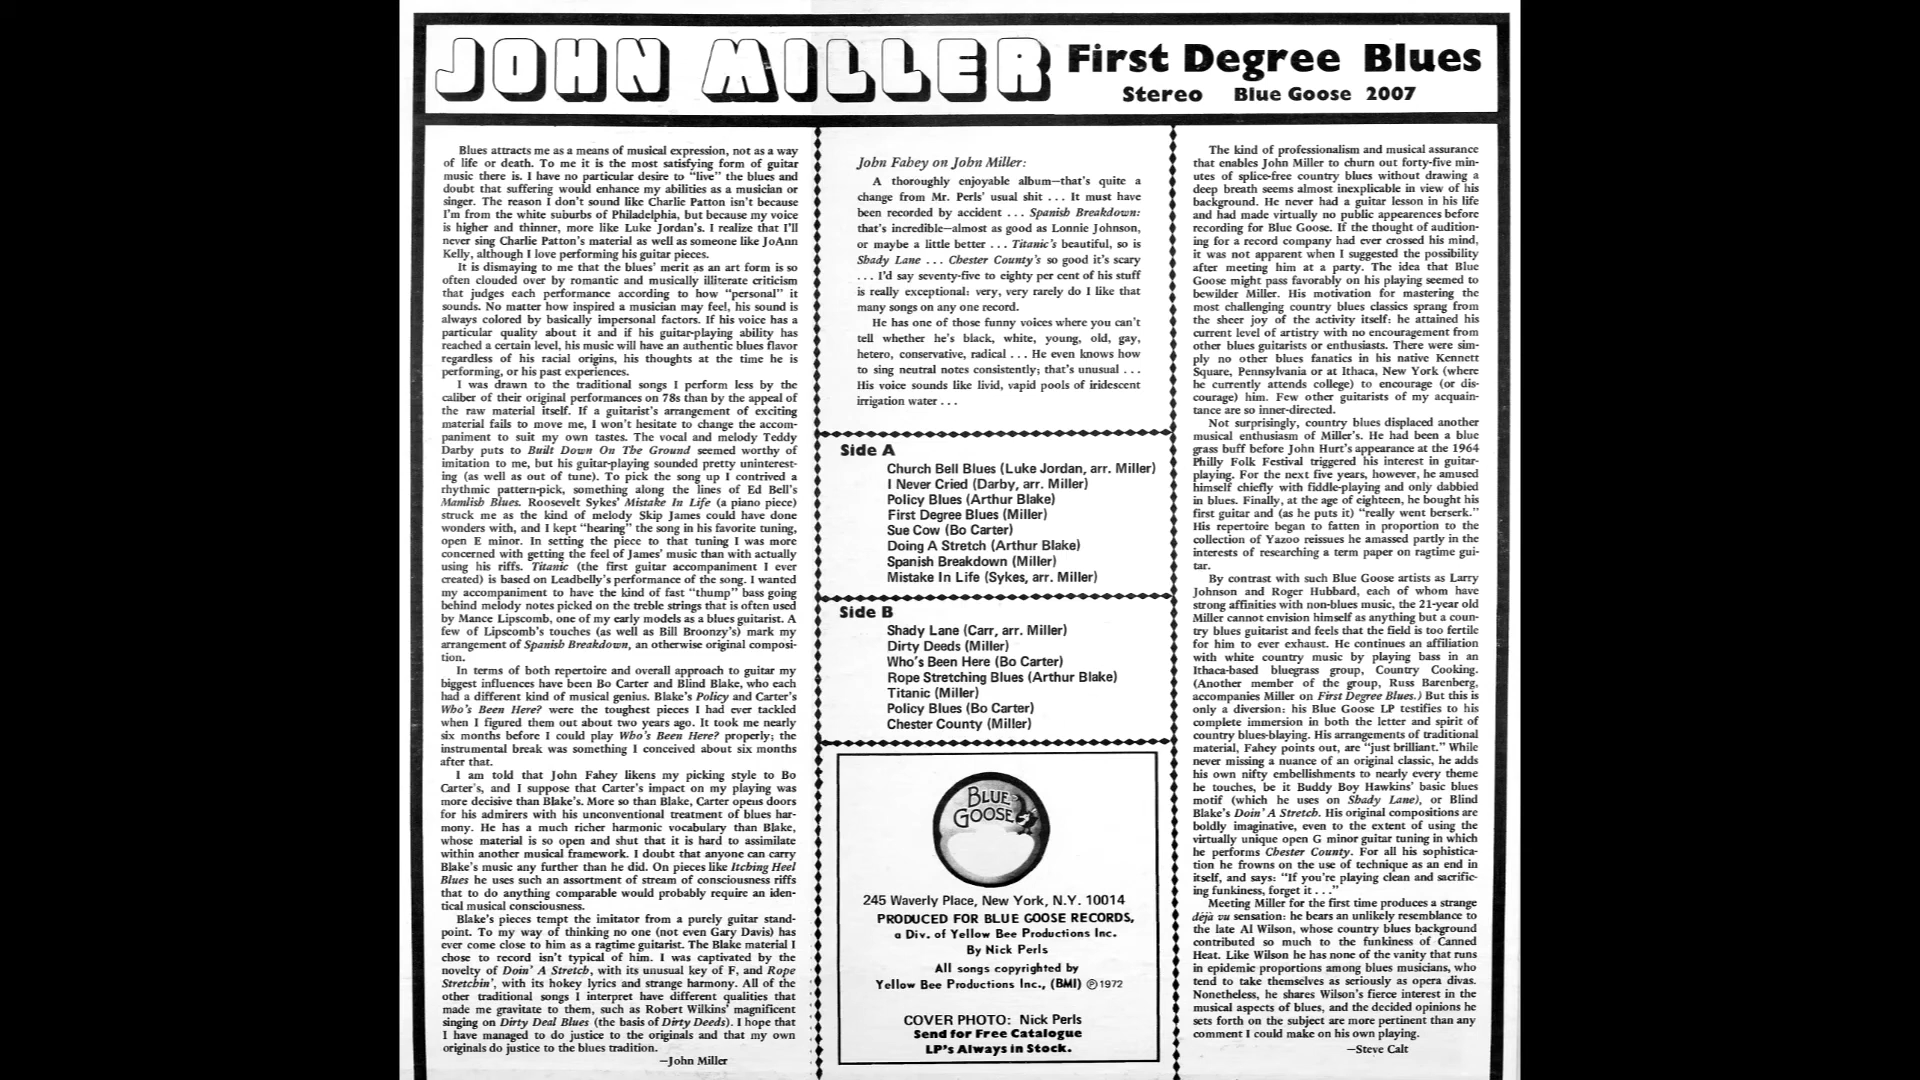 JOHN MILLER First Degree Blues
Stereo Blue Goose 2007
Blues attracts me as a means of musical expression, not as a way
of life or death. To me it is the most satisfying form of guitar
music there is. I have no particular desire to “live” the blues and
doubt that suffering would enhance my abilities as a musician or
singer. The reason I don’t sound like Charlie Patton isn’t because
I’m from the white suburbs of Philadelphia, but because my voice
is higher and thinner, more like Luke Jordan’s. I realize that I’ll
never sing Charlie Patton’s material as well as someone like JoAnn
Kelly, although I love performing his guitar pieces.
It is dismaying to me that the blues’ merit as an art form is so
often clouded over by romantic and musically illiterate criticism
that judges each performance according to how “personal” it
sounds. No matter how inspired a musician may feel, his sound is
always colored by basically impersonal factors. If his voice has a
particular quality about it and if his guitar-playing ability has
reached a certain level, his music will have an authentic blues flavor
regardless of his racial origins, his thoughts at the time he is
performing, or his past experiences.
I was drawn to the traditional songs I perform less by the
caliber of their original performances on 78s than by the appeal of
the raw material itself. If a guitarist’s arrangement of exciting
material fails to move me, I won’t hesitate to change the accom-
paniment to suit my own tastes. The vocal and melody Teddy
Darby puts to Built Down On The Ground seemed worthy of
imitation to me, but his guitar-playing sounded pretty uninterest-
ing (as well as out of tune). To pick the song up I contrived a
rhythmic pattern-pick, something along the lines of Ed Bell’s
Mamlish Blues. Roosevelt Sykes’ Mistake In Life (a piano piece)
struck me as the kind of melody Skip James could have done
wonders with, and I kept “hearing” the song in his favorite tuning,
open E minor. In setting the piece to that tuning I was more
concerned with getting the feel of James’ music than with actually
using his riffs. Titanic (the first guitar accompaniment I ever
created) is based on Leadbelly’s performance of the song. I wanted
my accompaniment to have the kind of fast “thump” bass going
behind melody notes picked on the treble strings that is often used
by Mance Lipscomb, one of my early models as a blues guitarist. A
few of Lipscomb’s touches (as well as Bill Broonzy’s) mark my
arrangement of Spanish Breakdown, an otherwise original composi-
tion.
In terms of both repertoire and overall approach to guitar my
biggest influences have been Bo Carter and Blind Blake, who each
had a different kind of musical genius. Blake’s Policy and Carter’s
Who’s Been Here? were the toughest pieces I had ever tackled
when I figured them out about two years ago. It took me nearly
six months before I could play Who’s Been Here? properly; the
instrumental break was something I conceived about six months
after that.
I am told that John Fahey likens my picking style to Bo
Carter’s, and I suppose that Carter’s impact on my playing was
more decisive than Blake’s. More so than Blake, Carter opens doors
for his admirers with his unconventional treatment of blues har-
mony. He has a much richer harmonic vocabulary than Blake,
whose material is so open and shut that it is hard to assimilate
within another musical framework. I doubt that anyone can carry
Blake’s music any further than he did. On pieces like Itching Heel
Blues he uses such an assortment of stream of consciousness riffs
that to do anything comparable would probably require an iden-
tical musical consciousness.
Blake’s pieces tempt the imitator from a purely guitar stand-
point. To my way of thinking no one (not even Gary Davis) has
ever come close to him as a ragtime guitarist. The Blake material I
chose to record isn’t typical of him. I was captivated by the
novelty of Doin’ A Stretch, with its unusual key of F, and Rope
Stretchin’, with its hokey lyrics and strange harmony. All of the
other traditional songs I interpret have different qualities that
made me gravitate to them, such as Robert Wilkins’ magnificent
singing on Dirty Deal Blues (the basis of Dirty Deeds). I hope that
I have managed to do justice to the originals and that my own
originals do justice to the blues tradition.
—John Miller
John Fahey on John Miller:
A thoroughly enjoyable album—that’s quite a
change from Mr. Perls’ usual shit . . . It must have
been recorded by accident . . . Spanish Breakdown:
that’s incredible—almost as good as Lonnie Johnson,
or maybe a little better . . . Titanic’s beautiful, so is
Shady Lane . . . Chester County’s so good it’s scary
. . . I’d say seventy-five to eighty per cent of his stuff
is really exceptional: very, very rarely do I like that
many songs on any one record.
He has one of those funny voices where you can’t
tell whether he’s black, white, young, old, gay,
hetero, conservative, radical . . . He even knows how
to sing neutral notes consistently; that’s unusual . . .
His voice sounds like livid, vapid pools of iridescent
irrigation water . . .
Side A
Church Bell Blues (Luke Jordan, arr. Miller)
I Never Cried (Darby, arr. Miller)
Policy Blues (Arthur Blake)
First Degree Blues (Miller)
Sue Cow (Bo Carter)
Doing A Stretch (Arthur Blake)
Spanish Breakdown (Miller)
Mistake In Life (Sykes, arr. Miller)
Side B
Shady Lane (Carr, arr. Miller)
Dirty Deeds (Miller)
Who’s Been Here (Bo Carter)
Rope Stretching Blues (Arthur Blake)
Titanic (Miller)
Policy Blues (Bo Carter)
Chester County (Miller)
BLUE
GOOSE
245 Waverly Place, New York, N.Y. 10014
PRODUCED FOR BLUE GOOSE RECORDS,
a Div. of Yellow Bee Productions Inc.
By Nick Perls
All songs copyrighted by
Yellow Bee Productions Inc., (BMI) ℗1972
COVER PHOTO: Nick Perls
Send for Free Catalogue
LP’s Always in Stock.
The kind of professionalism and musical assurance
that enables John Miller to churn out forty-five min-
utes of splice-free country blues without drawing a
deep breath seems almost inexplicable in view of his
background. He never had a guitar lesson in his life
and had made virtually no public appearences before
recording for Blue Goose. If the thought of audition-
ing for a record company had ever crossed his mind,
it was not apparent when I suggested the possibility
after meeting him at a party. The idea that Blue
Goose might pass favorably on his playing seemed to
bewilder Miller. His motivation for mastering the
most challenging country blues classics sprang from
the sheer joy of the activity itself: he attained his
current level of artistry with no encouragement from
other blues guitarists or enthusiasts. There were sim-
ply no other blues fanatics in his native Kennett
Square, Pennsylvania or at Ithaca, New York (where
he currently attends college) to encourage (or dis-
courage) him. Few other guitarists of my acquain-
tance are so inner-directed.
Not surprisingly, country blues displaced another
musical enthusiasm of Miller’s. He had been a blue
grass buff before John Hurt’s appearance at the 1964
Philly Folk Festival triggered his interest in guitar-
playing. For the next five years, however, he amused
himself chiefly with fiddle-playing and only dabbled
in blues. Finally, at the age of eighteen, he bought his
first guitar and (as he puts it) “really went berserk.”
His repertoire began to fatten in proportion to the
collection of Yazoo reissues he amassed partly in the
interests of researching a term paper on ragtime gui-
tar.
By contrast with such Blue Goose artists as Larry
Johnson and Roger Hubbard, each of whom have
strong affinities with non-blues music, the 21-year old
Miller cannot envision himself as anything but a coun-
try blues guitarist and feels that the field is too fertile
for him to ever exhaust. He continues an affiliation
with white country music by playing bass in an
Ithaca-based bluegrass group, Country Cooking.
(Another member of the group, Russ Barenberg,
accompanies Miller on First Degree Blues.) But this is
only a diversion: his Blue Goose LP testifies to his
complete immersion in both the letter and spirit of
country blues-blaying. His arrangements of traditional
material, Fahey points out, are “just brilliant.” While
never missing a nuance of an original classic, he adds
his own nifty embellishments to nearly every theme
he touches, be it Buddy Boy Hawkins’ basic blues
motif (which he uses on Shady Lane), or Blind
Blake’s Doin’ A Stretch. His original compositions are
boldly imaginative, even to the extent of using the
virtually unique open G minor guitar tuning in which
he performs Chester County. For all his sophistica-
tion he frowns on the use of technique as an end in
itself, and says: “If you’re playing clean and sacrific-
ing funkiness, forget it . . .”
Meeting Miller for the first time produces a strange
déjà vu sensation: he bears an unlikely resemblance to
the late Al Wilson, whose country blues background
contributed so much to the funkiness of Canned
Heat. Like Wilson he has none of the vanity that runs
in epidemic proportions among blues musicians, who
tend to take themselves as seriously as opera divas.
Nonetheless, he shares Wilson’s fierce interest in the
musical aspects of blues, and the decided opinions he
sets forth on the subject are more pertinent than any
comment I could make on his own playing.
—Steve Calt